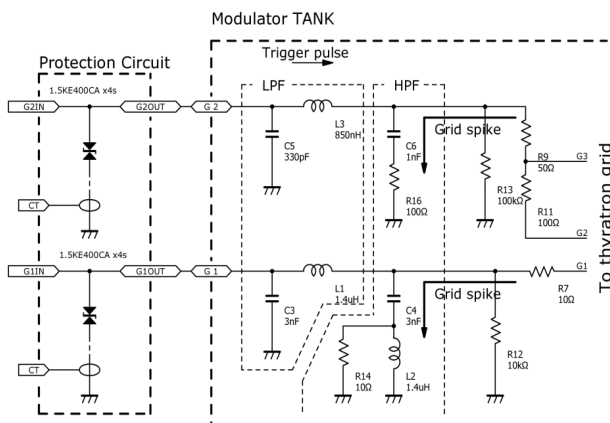 Modulator TANK
Trigger pulse
Protection Circuit
LPF
HPF
1.5KE400CA x4s
G2IN
G2OUT
G 2
L3
850nH
Grid spike
C5
330pF
C6
1nF
R9
50Ω
G3
R13
100kΩ
R16
100Ω
R11
100Ω
CT
G2
To thyratron grid
1.5KE400CA x4s
G1IN
G1OUT
G 1
G1
L1
1.4uH
Grid spike
R7
10Ω
C3
3nF
C4
3nF
R12
10kΩ
CT
R14
10Ω
L2
1.4uH